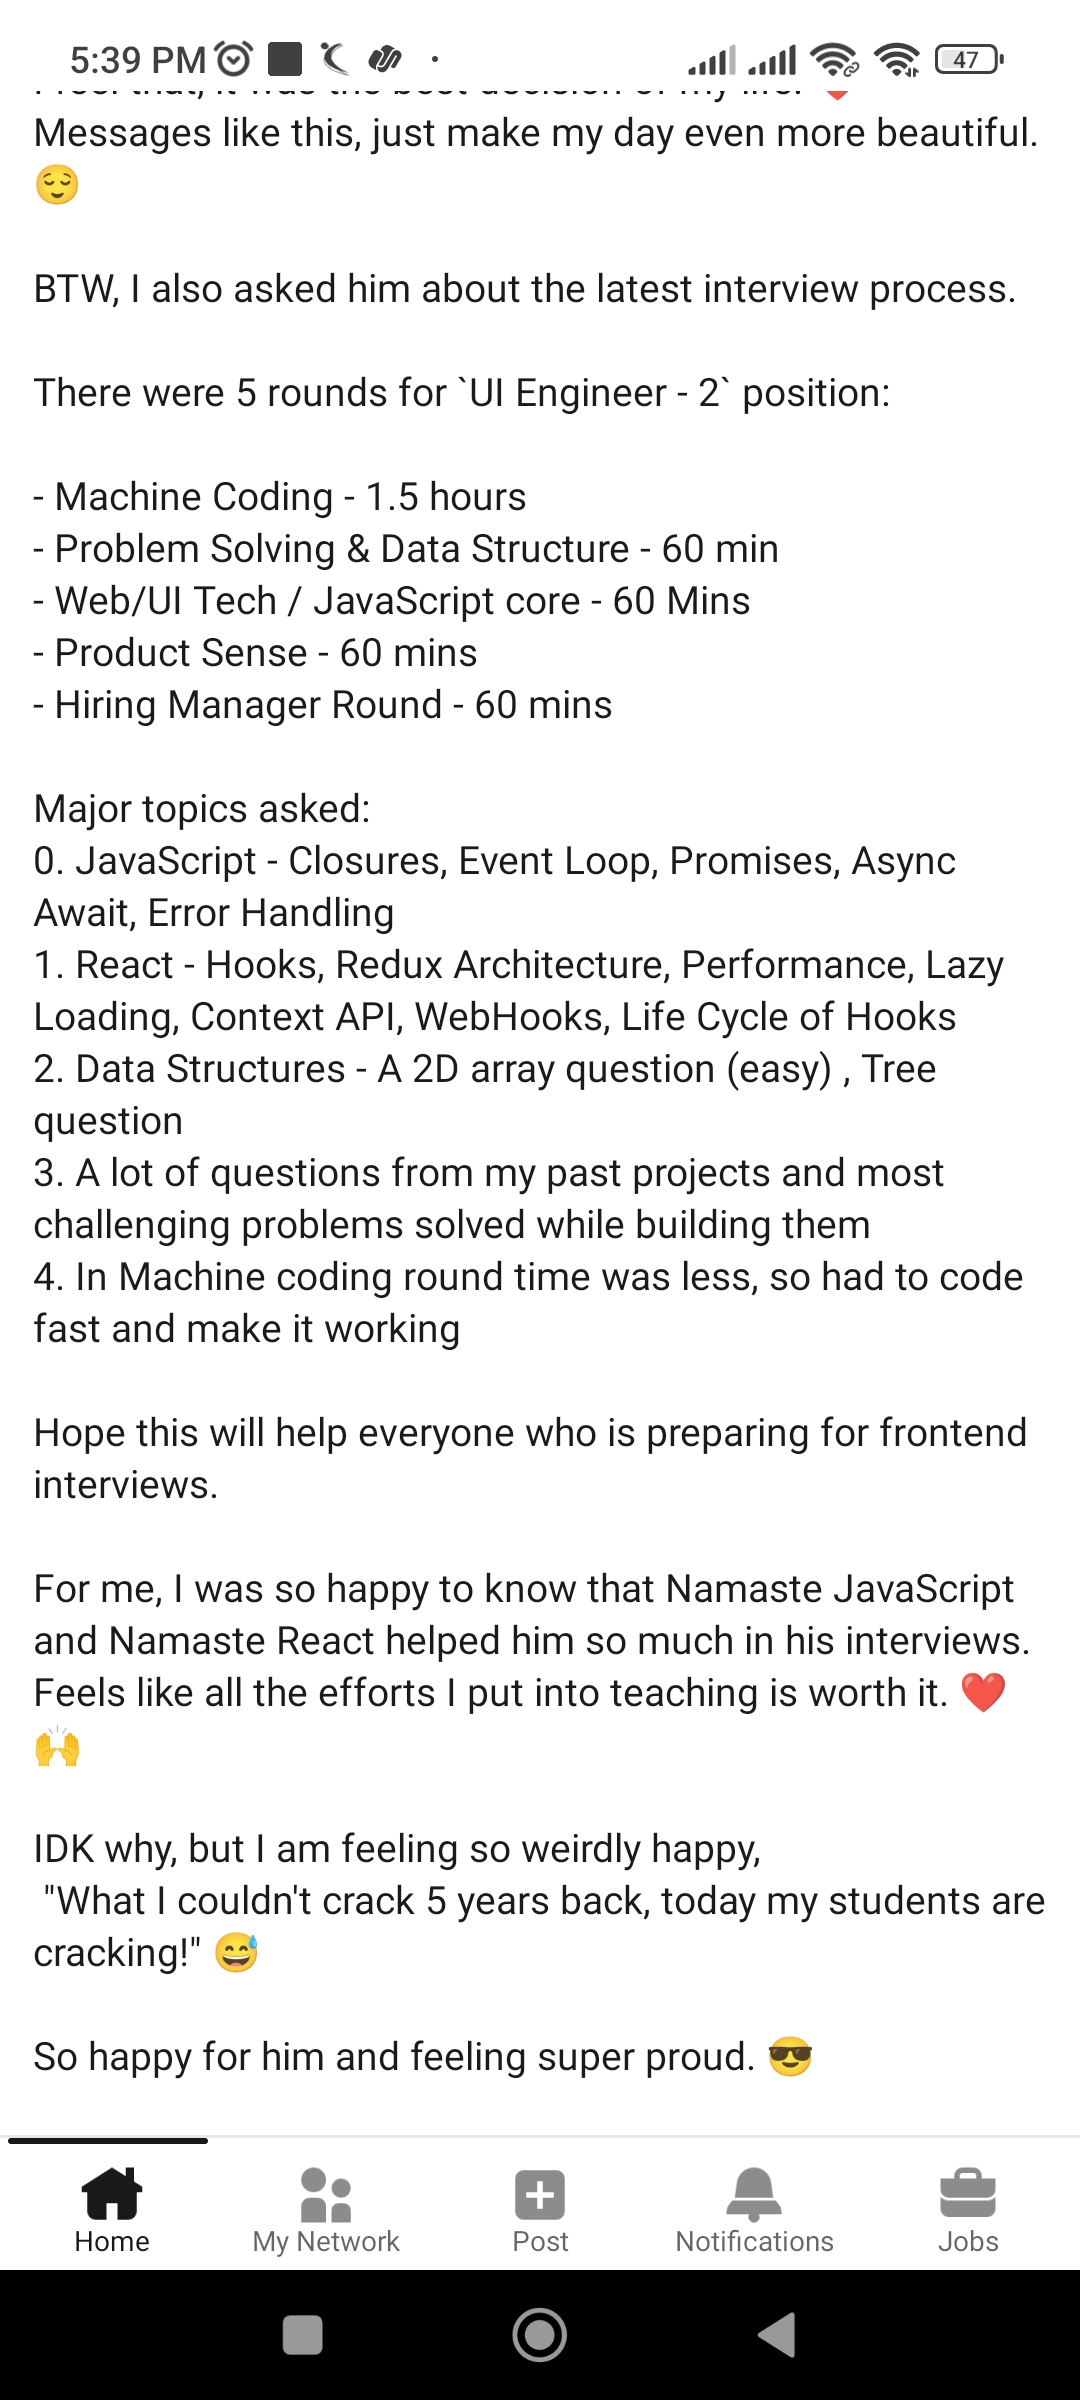 5:39 PM
47
Messages like this, just make my day even more beautiful.
😌
BTW, I also asked him about the latest interview process.
There were 5 rounds for `UI Engineer - 2` position:
- Machine Coding - 1.5 hours
- Problem Solving & Data Structure - 60 min
- Web/UI Tech / JavaScript core - 60 Mins
- Product Sense - 60 mins
- Hiring Manager Round - 60 mins
Major topics asked:
0. JavaScript - Closures, Event Loop, Promises, Async
Await, Error Handling
1. React - Hooks, Redux Architecture, Performance, Lazy
Loading, Context API, WebHooks, Life Cycle of Hooks
2. Data Structures - A 2D array question (easy) , Tree
question
3. A lot of questions from my past projects and most
challenging problems solved while building them
4. In Machine coding round time was less, so had to code
fast and make it working
Hope this will help everyone who is preparing for frontend
interviews.
For me, I was so happy to know that Namaste JavaScript
and Namaste React helped him so much in his interviews.
Feels like all the efforts I put into teaching is worth it. ❤️
🙌
IDK why, but I am feeling so weirdly happy,
"What I couldn't crack 5 years back, today my students are
cracking!" 😅
So happy for him and feeling super proud. 😎
Home
My Network
Post
Notifications
Jobs